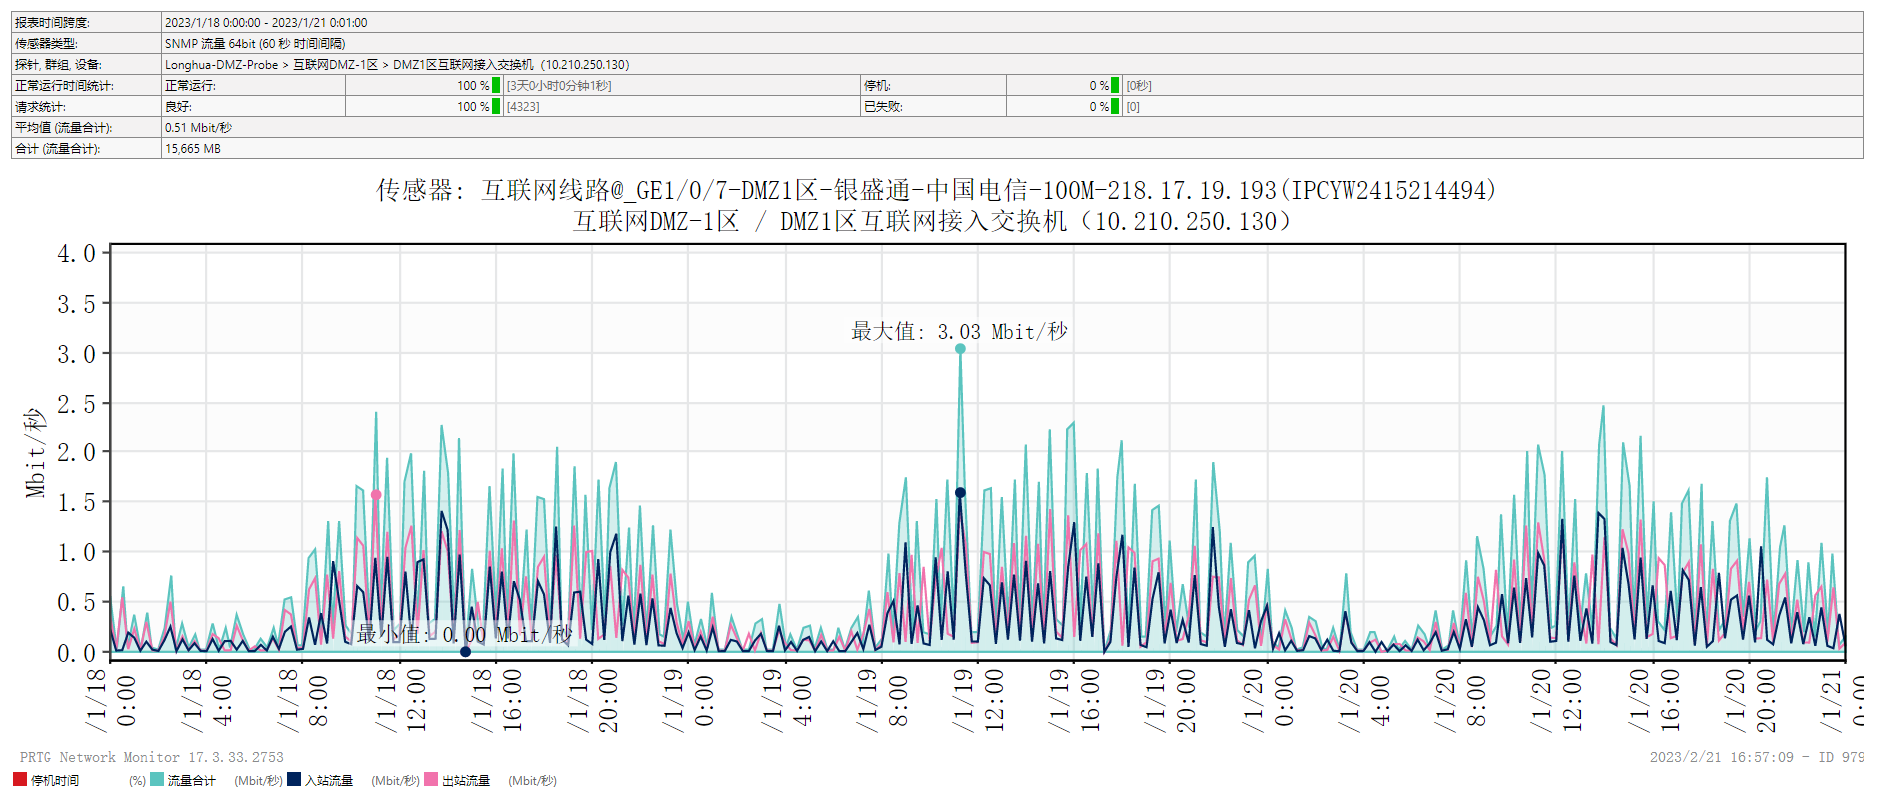 报表时间跨度: 2023/1/18 0:00:00 - 2023/1/21 0:01:00
传感器类型: SNMP 流量 64bit (60 秒 时间间隔)
探针, 群组, 设备: Longhua-DMZ-Probe > 互联网DMZ-1区 > DMZ1区互联网接入交换机（10.210.250.130）
正常运行时间统计: 正常运行: 100 % [3天0小时0分钟1秒] 停机: 0 % [0秒]
请求统计: 良好: 100 % [4323] 已失败: 0 % [0]
平均值 (流量合计): 0.51 Mbit/秒
合计 (流量合计): 15,665 MB
传感器: 互联网线路@_GE1/0/7-DMZ1区-银盛通-中国电信-100M-218.17.19.193(IPCYW2415214494)
互联网DMZ-1区 / DMZ1区互联网接入交换机（10.210.250.130）
4.0
3.5
最大值: 3.03 Mbit/秒
3.0
2.5
Mbit/秒
2.0
1.5
1.0
0.5
最小值: 0.00 Mbit/秒
0.0
/1/18 0:00
/1/18 4:00
/1/18 8:00
/1/18 12:00
/1/18 16:00
/1/18 20:00
/1/19 0:00
/1/19 4:00
/1/19 8:00
/1/19 12:00
/1/19 16:00
/1/19 20:00
/1/20 0:00
/1/20 4:00
/1/20 8:00
/1/20 12:00
/1/20 16:00
/1/20 20:00
/1/21 0:00
PRTG Network Monitor 17.3.33.2753
2023/2/21 16:57:09 - ID 979
停机时间 (%) 流量合计 (Mbit/秒) 入站流量 (Mbit/秒) 出站流量 (Mbit/秒)